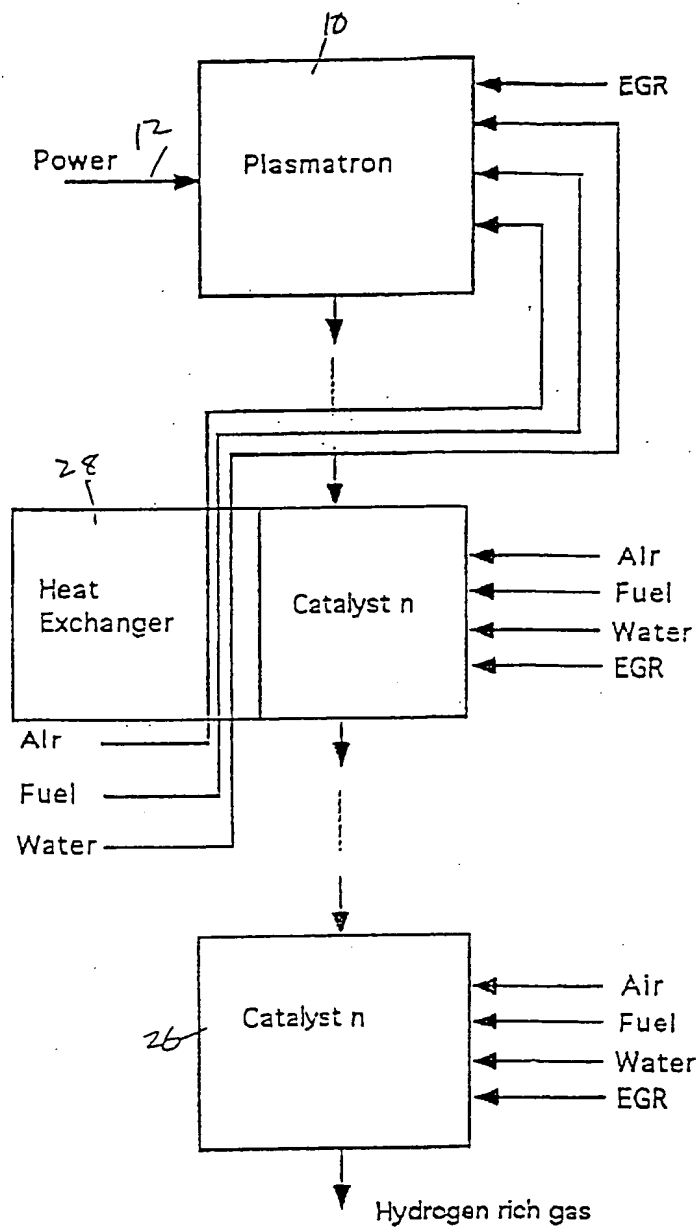 10
EGR
12
Power
Plasmatron
28
Heat
Exchanger
Catalyst n
Air
Fuel
Water
EGR
Air
Fuel
Water
Catalyst n
26
Air
Fuel
Water
EGR
Hydrogen rich gas